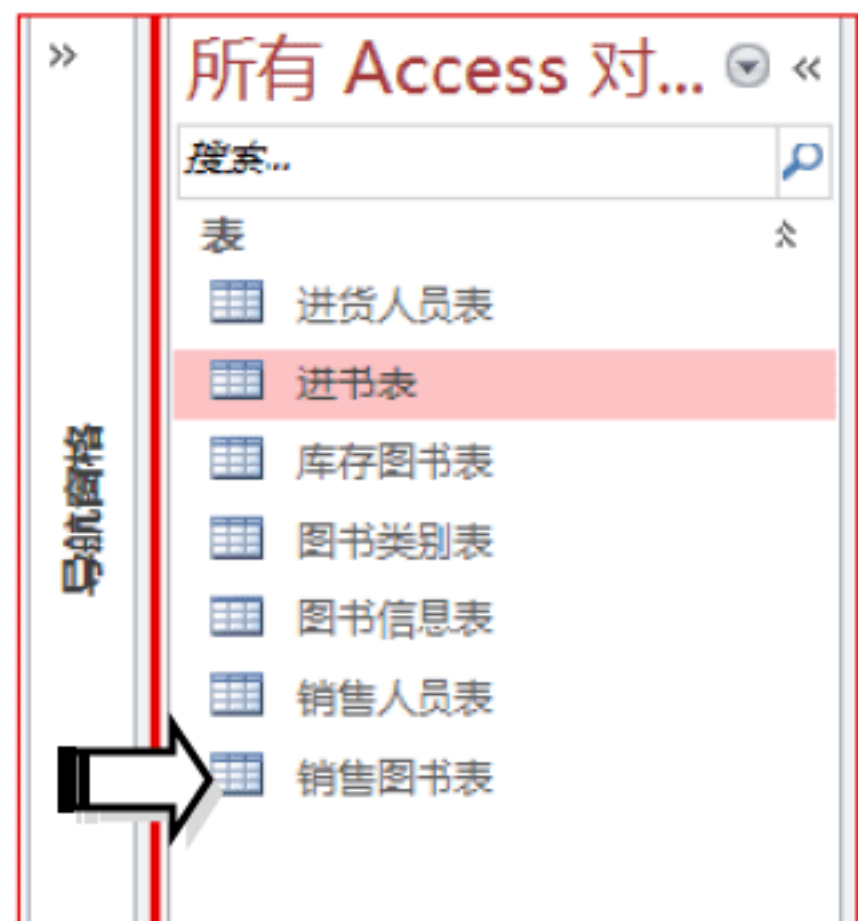 导航窗格
所有 Access 对...
搜索...
表
进货人员表
进书表
库存图书表
图书类别表
图书信息表
销售人员表
销售图书表